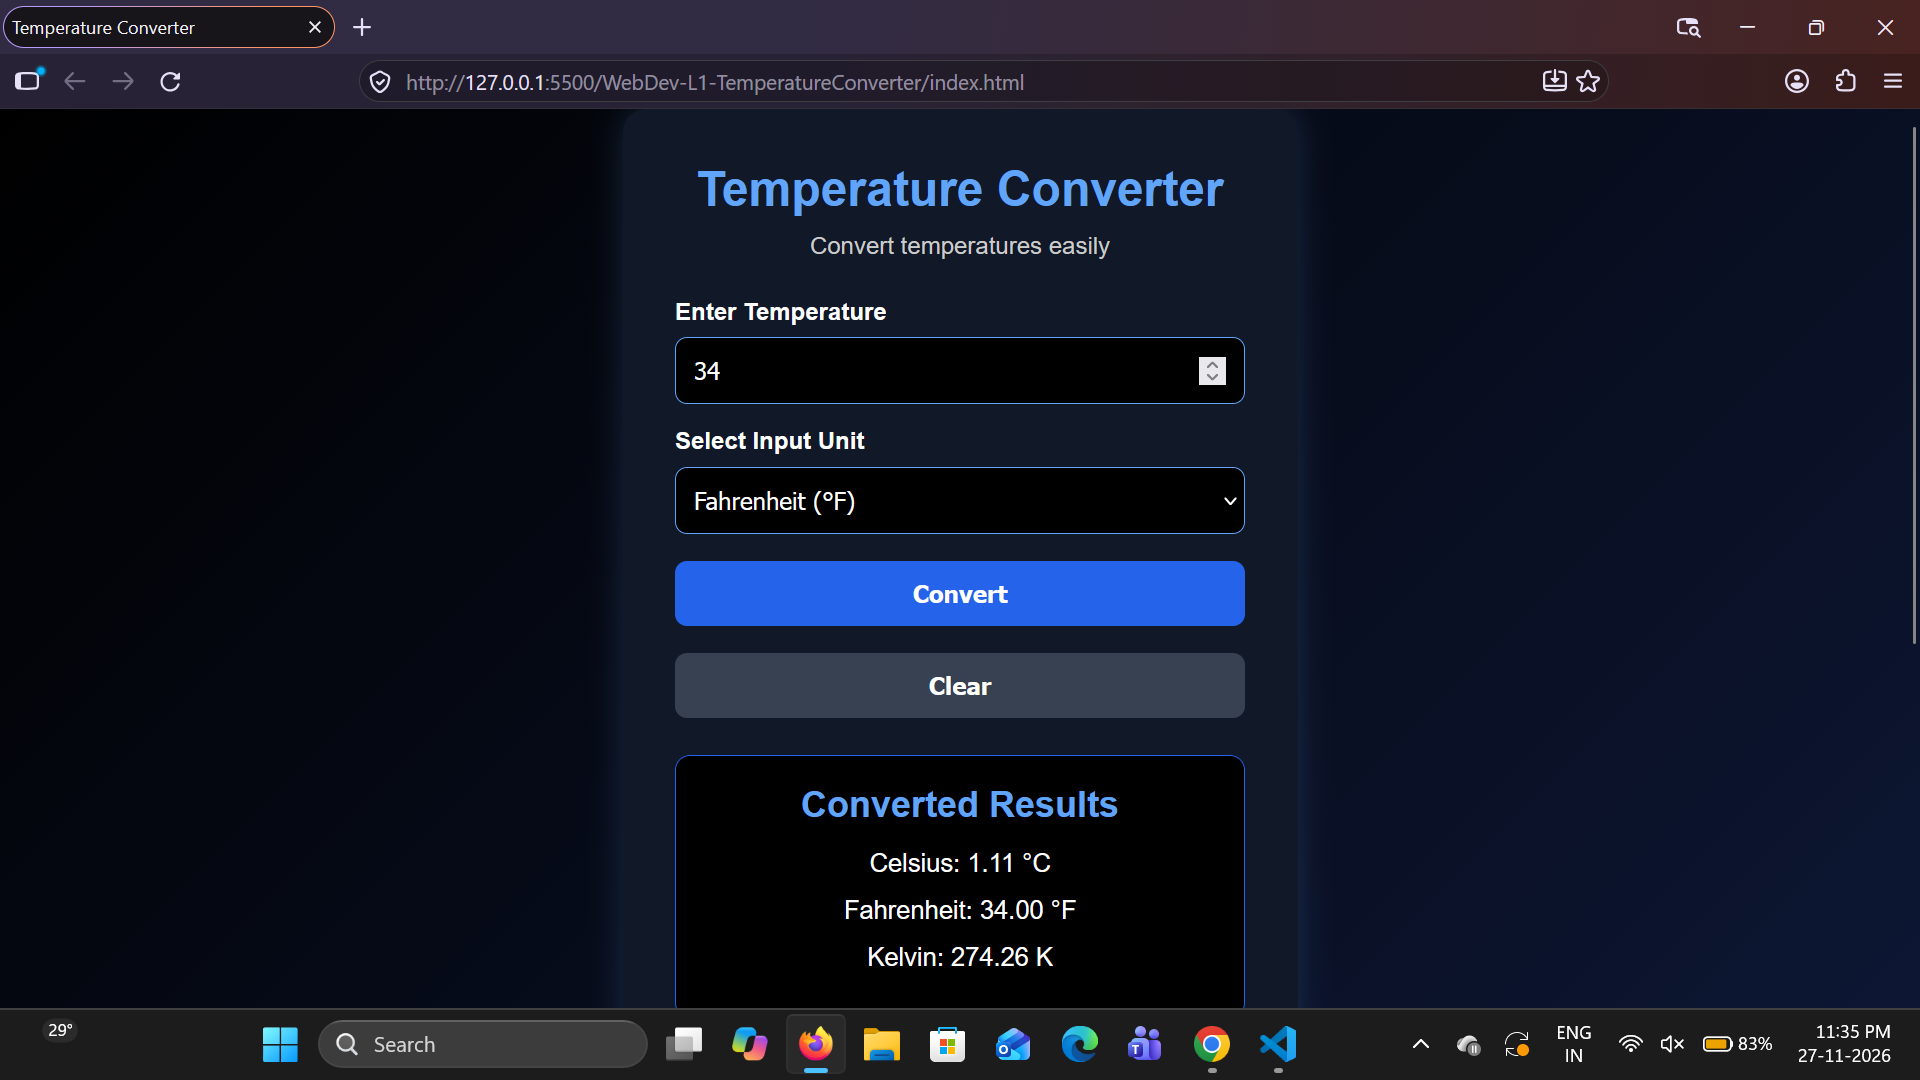 Temperature Converter
http://127.0.0.1:5500/WebDev-L1-TemperatureConverter/index.html
Temperature Converter
Convert temperatures easily
Enter Temperature
34
Select Input Unit
Fahrenheit (°F)
Convert
Clear
Converted Results
Celsius: 1.11 °C
Fahrenheit: 34.00 °F
Kelvin: 274.26 K
29°
Search
ENG
IN
83%
11:35 PM
27-11-2026